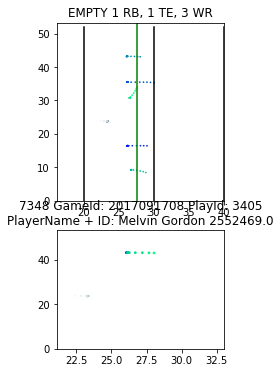 EMPTY 1 RB, 1 TE, 3 WR
50
40
30
20
10
0
20 25 30 35 40
7348 GameId: 2017091708 PlayId: 3405
PlayerName + ID: Melvin Gordon 2552469.0
40
20
0
22.5 25.0 27.5 30.0 32.5